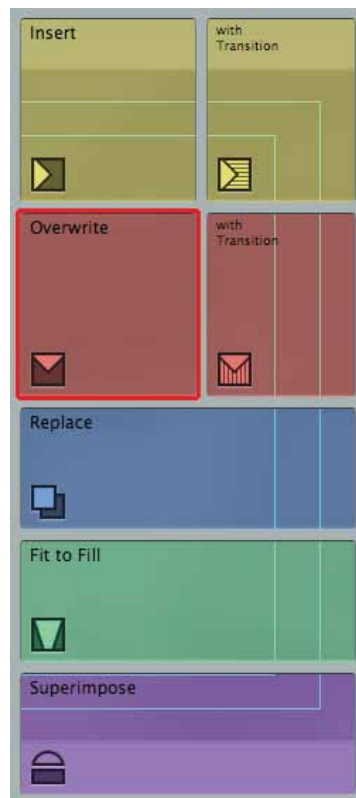 Insert
with
Transition
Overwrite
with
Transition
Replace
Fit to Fill
Superimpose